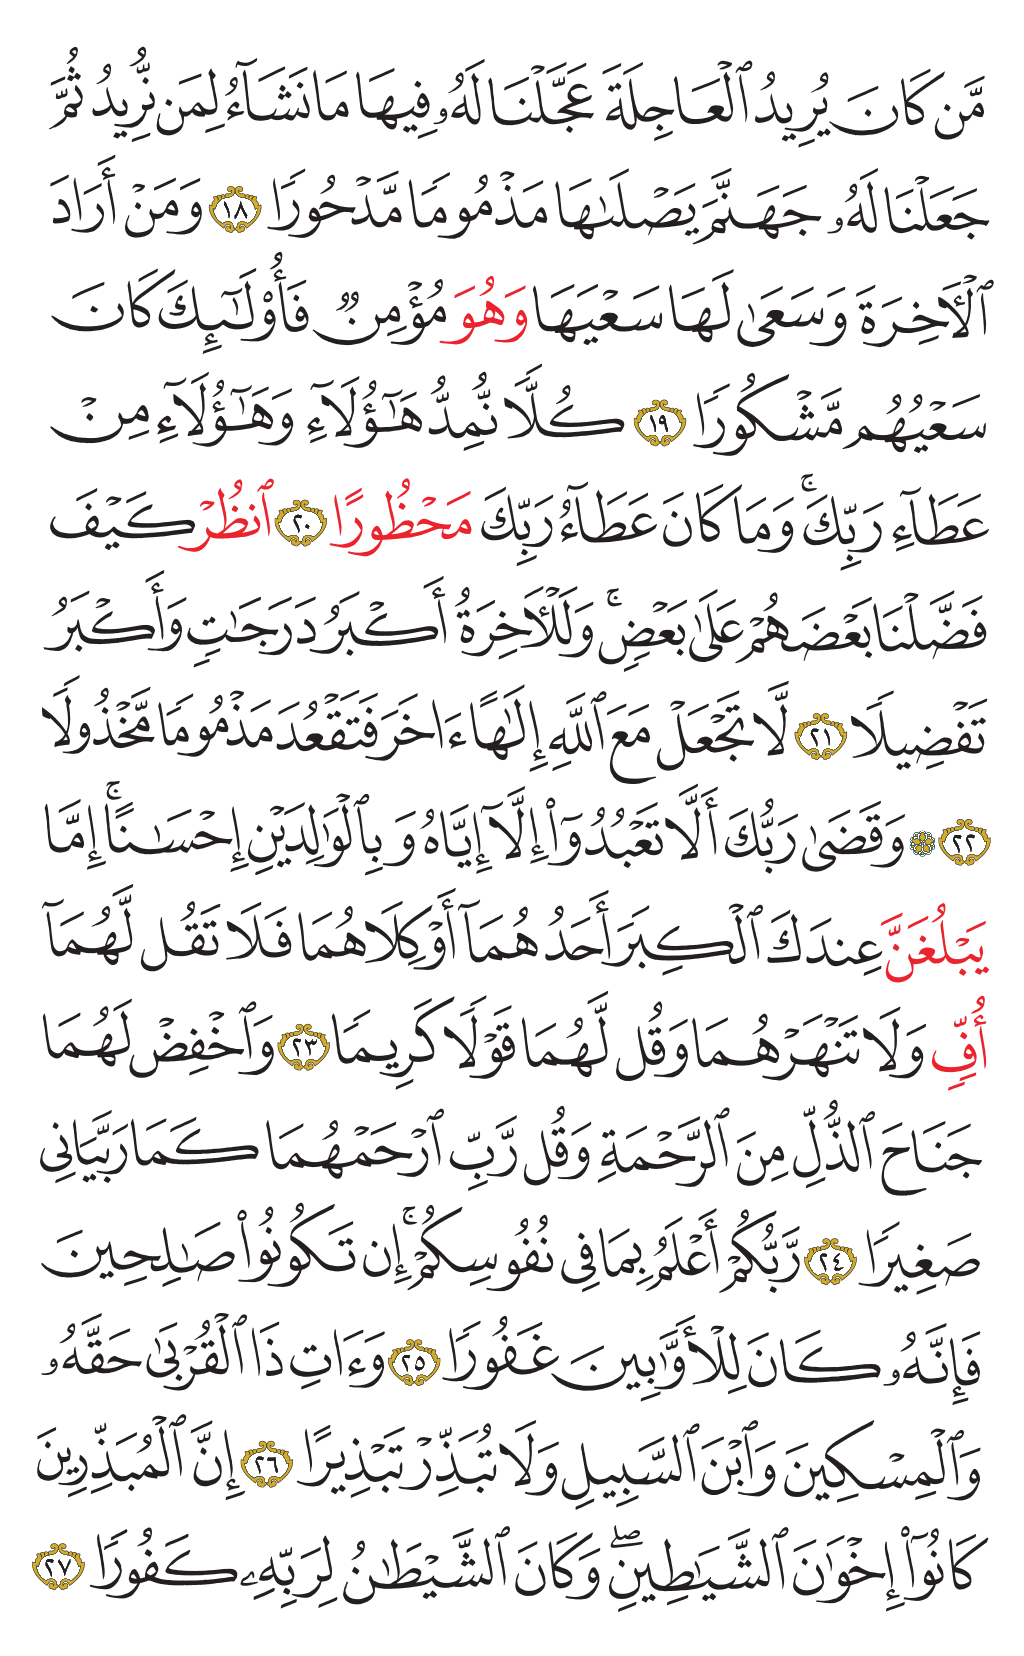 مَّن كَانَ يُرِيدُ ٱلْعَاجِلَةَ عَجَّلْنَا لَهُۥ فِيهَا مَا نَشَآءُ لِمَن نُّرِيدُ ثُمَّ
جَعَلْنَا لَهُۥ جَهَنَّمَ يَصْلَىٰهَا مَذْمُومًا مَّدْحُورًا ١٨ وَمَنْ أَرَادَ
ٱلْأَخِرَةَ وَسَعَىٰ لَهَا سَعْيَهَا وَهُوَ مُؤْمِنٌ فَأُوْلَٰٓئِكَ كَانَ
سَعْيُهُم مَّشْكُورًا ١٩ كُلًّا نُّمِدُّ هَٰٓؤُلَآءِ وَهَٰٓؤُلَآءِ مِنْ
عَطَآءِ رَبِّكَۚ وَمَا كَانَ عَطَآءُ رَبِّكَ مَحْظُورًا ٢٠ ٱنظُرْ كَيْفَ
فَضَّلْنَا بَعْضَهُمْ عَلَىٰ بَعْضٍۚ وَلَلْأَخِرَةُ أَكْبَرُ دَرَجَٰتٍ وَأَكْبَرُ
تَفْضِيلًا ٢١ لَّا تَجْعَلْ مَعَ ٱللَّهِ إِلَٰهًا ءَاخَرَ فَتَقْعُدَ مَذْمُومًا مَّخْذُولًا
٢٢ ۞ وَقَضَىٰ رَبُّكَ أَلَّا تَعْبُدُوٓاْ إِلَّآ إِيَّاهُ وَبِٱلْوَٰلِدَيْنِ إِحْسَٰنًاۚ إِمَّا
يَبْلُغَنَّ عِندَكَ ٱلْكِبَرَ أَحَدُهُمَآ أَوْ كِلَاهُمَا فَلَا تَقُل لَّهُمَآ
أُفٍّ وَلَا تَنْهَرْهُمَا وَقُل لَّهُمَا قَوْلًا كَرِيمًا ٢٣ وَٱخْفِضْ لَهُمَا
جَنَاحَ ٱلذُّلِّ مِنَ ٱلرَّحْمَةِ وَقُل رَّبِّ ٱرْحَمْهُمَا كَمَا رَبَّيَانِي
صَغِيرًا ٢٤ رَّبُّكُمْ أَعْلَمُ بِمَا فِي نُفُوسِكُمْۚ إِن تَكُونُواْ صَٰلِحِينَ
فَإِنَّهُۥ كَانَ لِلْأَوَّٰبِينَ غَفُورًا ٢٥ وَءَاتِ ذَا ٱلْقُرْبَىٰ حَقَّهُۥ
وَٱلْمِسْكِينَ وَٱبْنَ ٱلسَّبِيلِ وَلَا تُبَذِّرْ تَبْذِيرًا ٢٦ إِنَّ ٱلْمُبَذِّرِينَ
كَانُوٓاْ إِخْوَٰنَ ٱلشَّيَٰطِينِۖ وَكَانَ ٱلشَّيْطَٰنُ لِرَبِّهِۦ كَفُورًا ٢٧